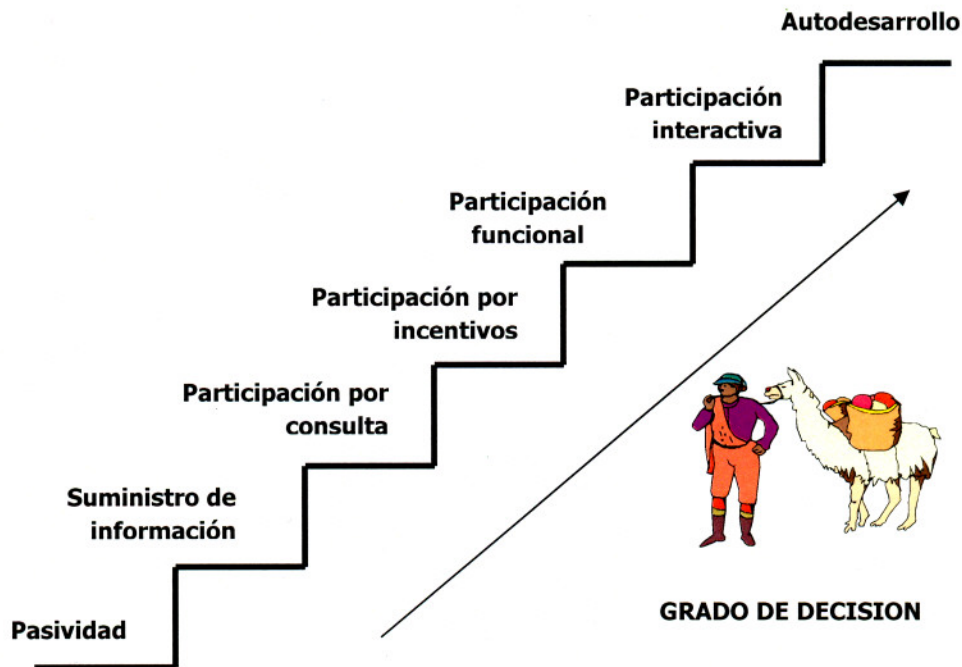 Autodesarrollo
Participación
interactiva
Participación
funcional
Participación por
incentivos
Participación por
consulta
Suministro de
información
Pasividad
GRADO DE DECISION